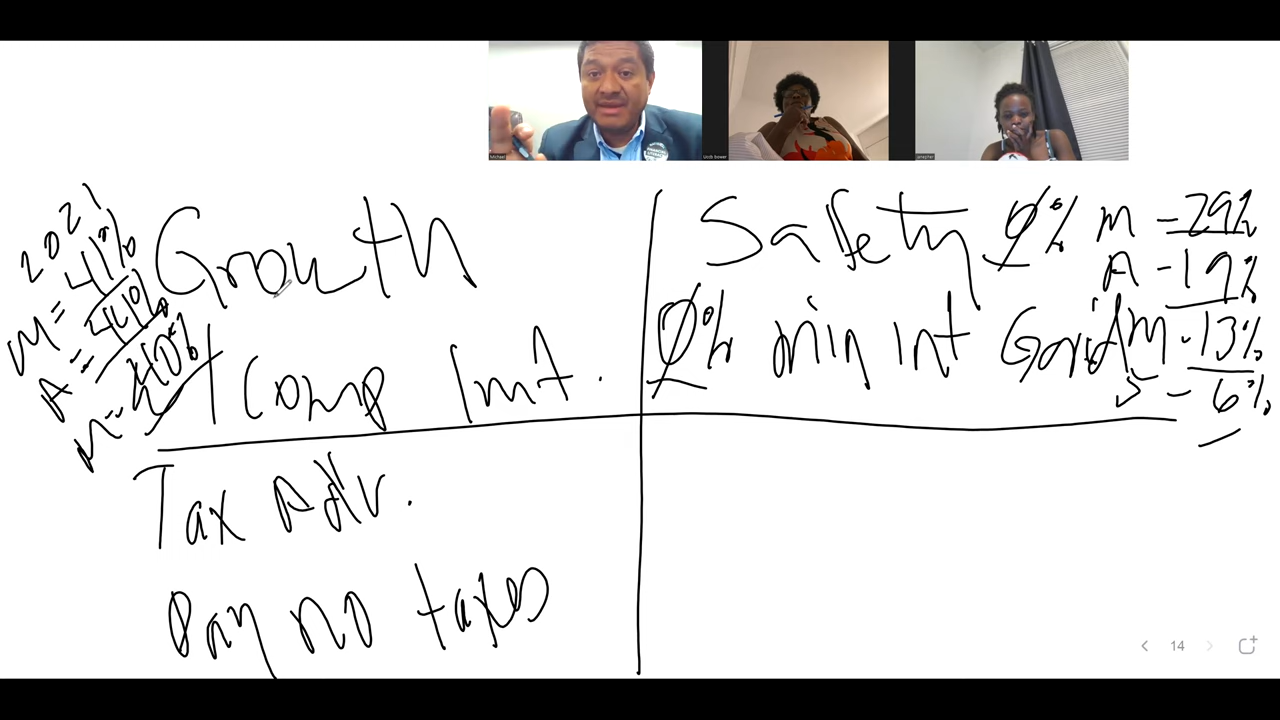 Michael
2021
M = 41%
A = 44%
M = 40%
Growth
Comp Int.
Safety 0%
0% min int
M - 29%
A - 19%
M - 13%
S - 6%
Tax Adv.
Pay no taxes
14